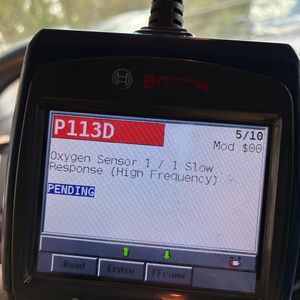 BOSCH
P113D
5/10
Mod $00
Oxygen Sensor 1 / 1 Slow
Response (High Frequency)
PENDING
Read
Erase
FFrame